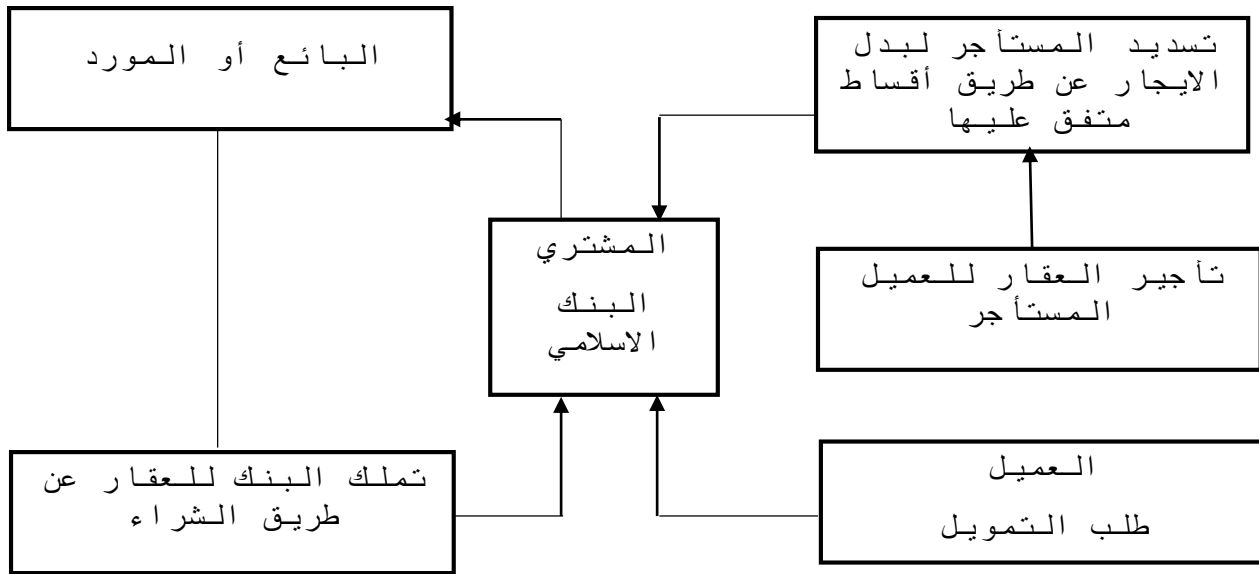 البائع أو المورد
تسديد المستأجر لبدل
الايجار عن طريق أقساط
متفق عليها
المشتري
البنك
الاسلامي
تأجير العقار للعميل
المستأجر
تملك البنك للعقار عن
طريق الشراء
العميل
طلب التمويل